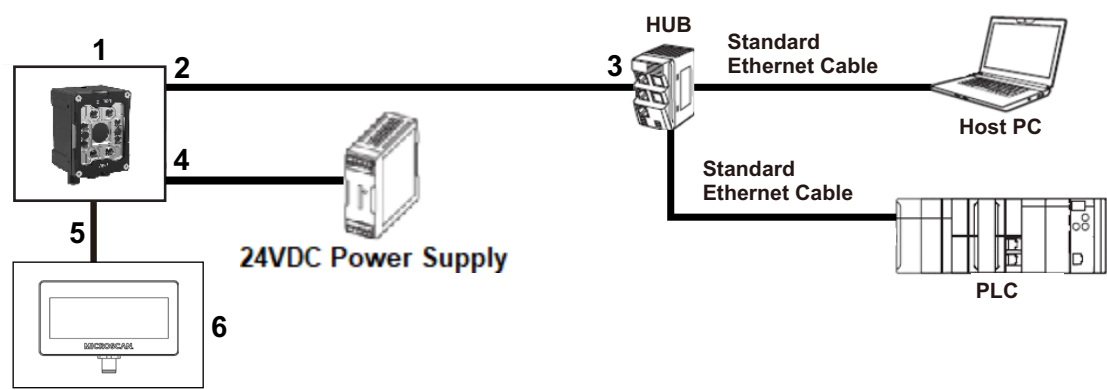 HUB
1
2
3
Standard
Ethernet Cable
Host PC
4
Standard
Ethernet Cable
5
24VDC Power Supply
PLC
6
MICROSCAN